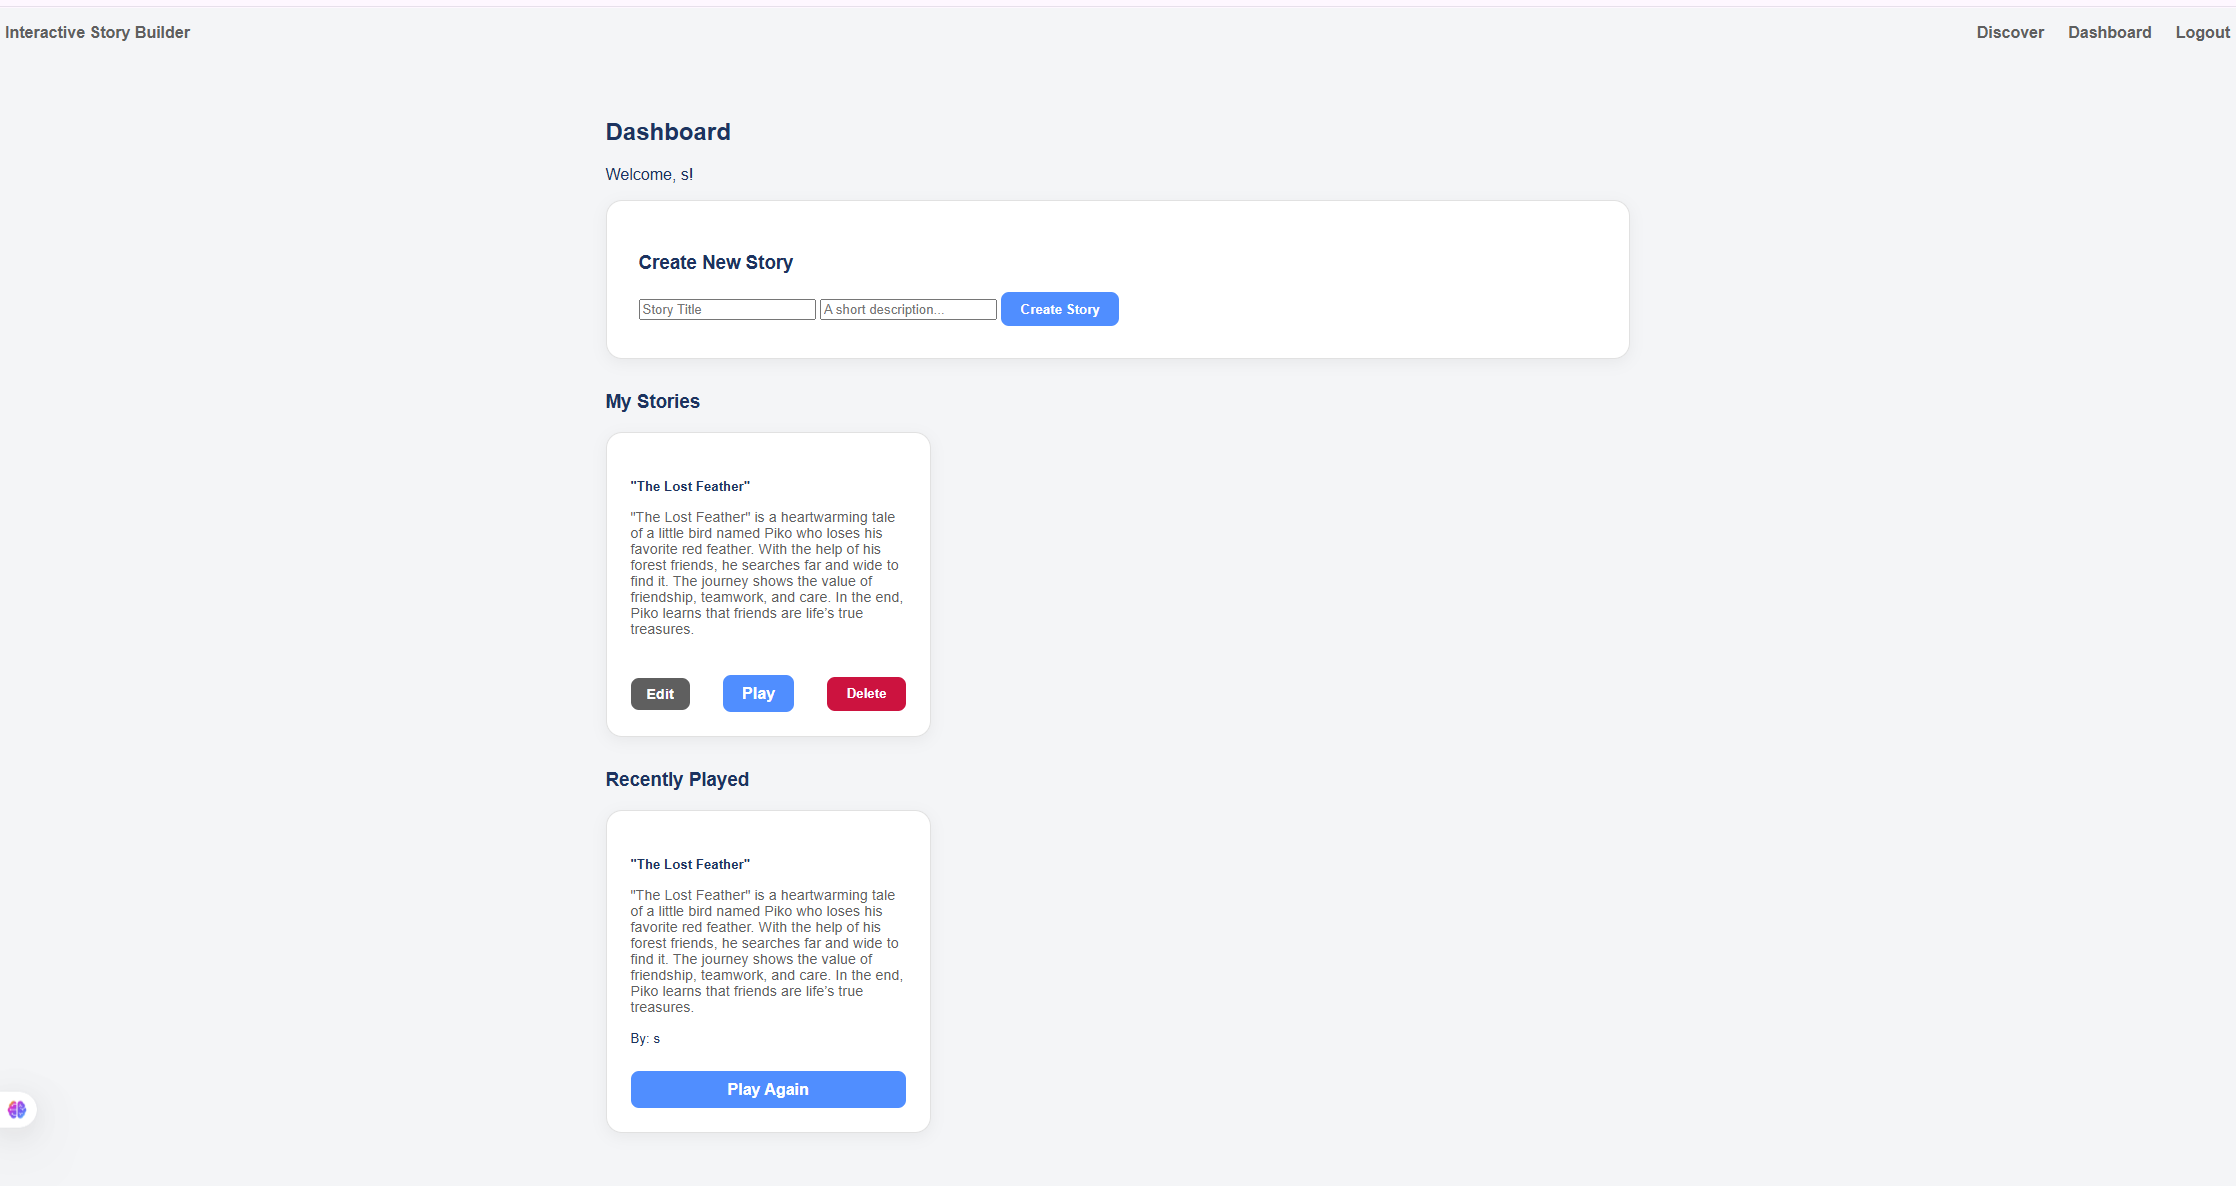 Interactive Story Builder
Discover Dashboard Logout
Dashboard
Welcome, s!
Create New Story
Story Title A short description... Create Story
My Stories
"The Lost Feather"
"The Lost Feather" is a heartwarming tale
of a little bird named Piko who loses his
favorite red feather. With the help of his
forest friends, he searches far and wide to
find it. The journey shows the value of
friendship, teamwork, and care. In the end,
Piko learns that friends are life’s true
treasures.
Edit Play Delete
Recently Played
"The Lost Feather"
"The Lost Feather" is a heartwarming tale
of a little bird named Piko who loses his
favorite red feather. With the help of his
forest friends, he searches far and wide to
find it. The journey shows the value of
friendship, teamwork, and care. In the end,
Piko learns that friends are life’s true
treasures.
By: s
Play Again